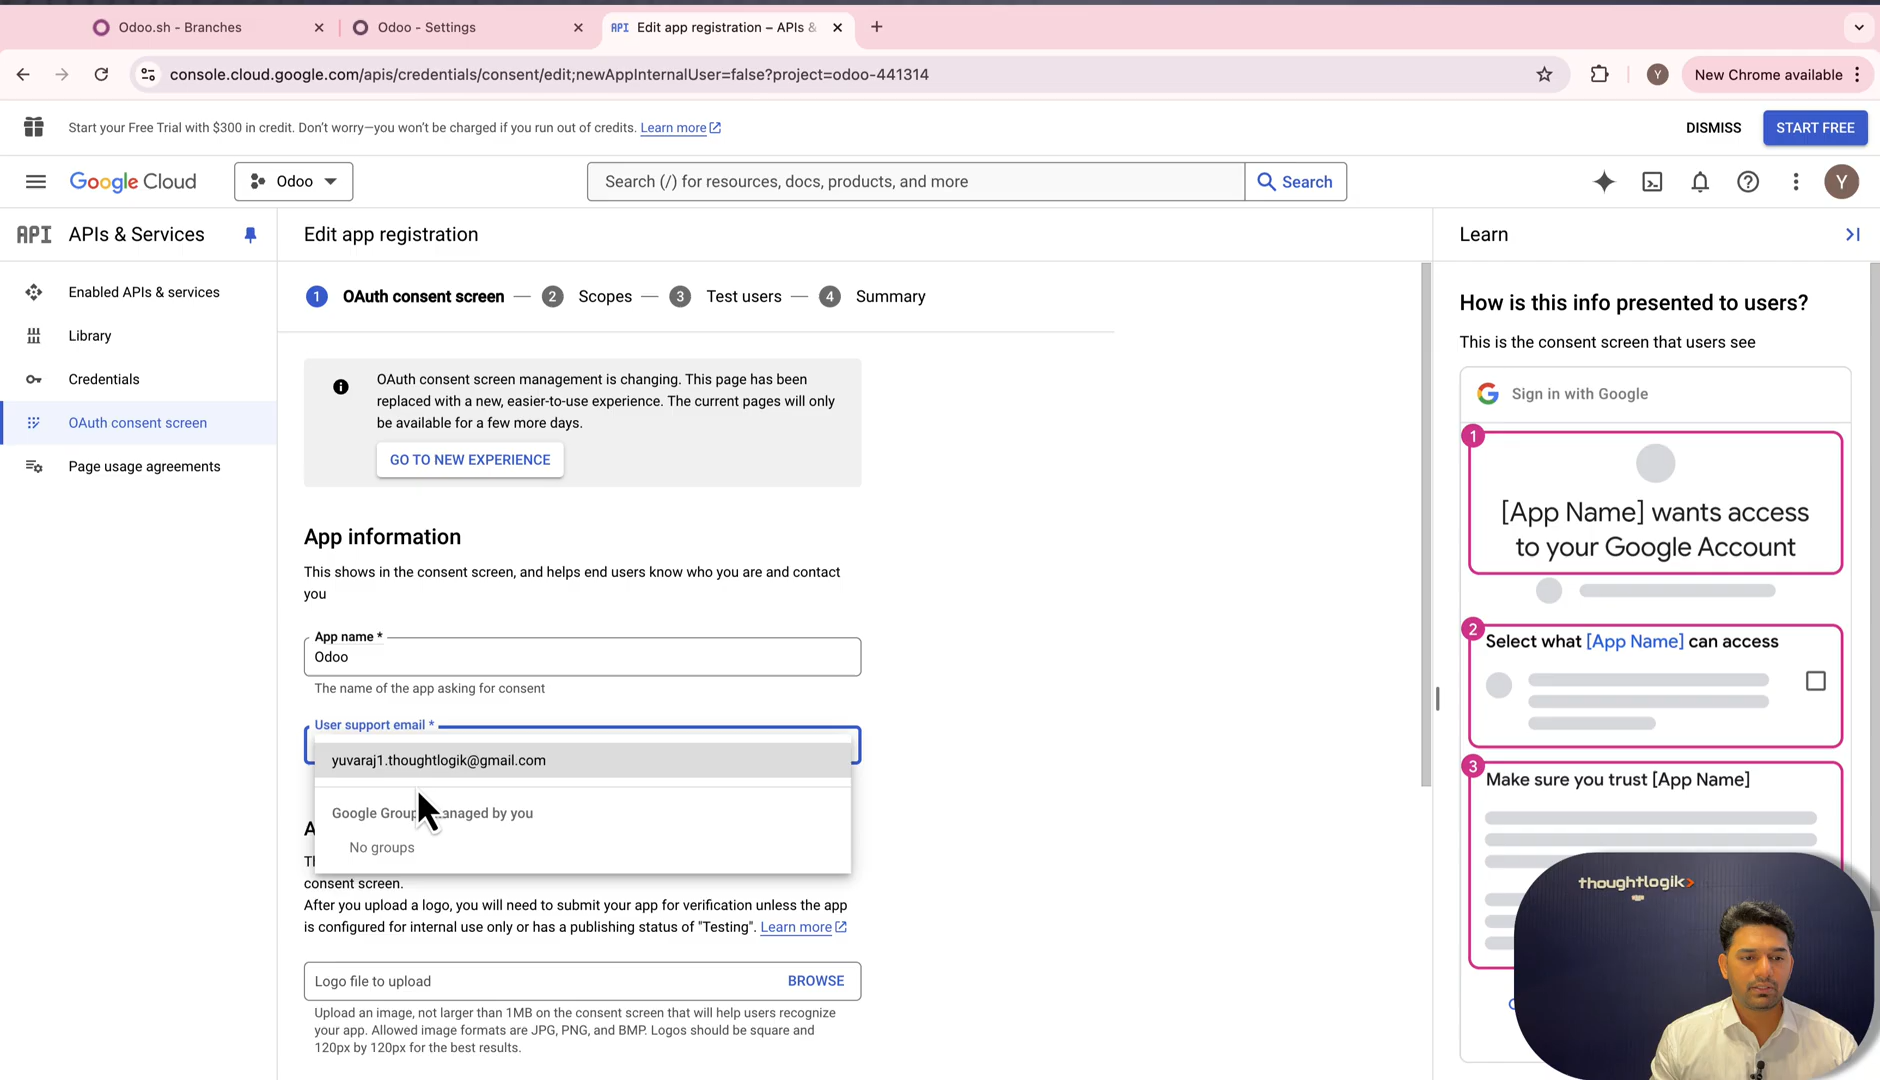 Odoo.sh - Branches
Odoo - Settings
API Edit app registration – APIs &
console.cloud.google.com/apis/credentials/consent/edit;newAppInternalUser=false?project=odoo-441314
Y
New Chrome available
Start your Free Trial with $300 in credit. Don't worry—you won't be charged if you run out of credits. Learn more
DISMISS
START FREE
Google Cloud
Odoo
Search (/) for resources, docs, products, and more
Search
Y
API APIs & Services
Edit app registration
Learn
Enabled APIs & services
Library
Credentials
OAuth consent screen
Page usage agreements
1 OAuth consent screen — 2 Scopes — 3 Test users — 4 Summary
OAuth consent screen management is changing. This page has been
replaced with a new, easier-to-use experience. The current pages will only
be available for a few more days.
GO TO NEW EXPERIENCE
App information
This shows in the consent screen, and helps end users know who you are and contact
you
App name *
Odoo
The name of the app asking for consent
User support email *
yuvaraj1.thoughtlogik@gmail.com
Google Group managed by you
No groups
consent screen.
After you upload a logo, you will need to submit your app for verification unless the app
is configured for internal use only or has a publishing status of "Testing". Learn more
Logo file to upload
BROWSE
Upload an image, not larger than 1MB on the consent screen that will help users recognize
your app. Allowed image formats are JPG, PNG, and BMP. Logos should be square and
120px by 120px for the best results.
How is this info presented to users?
This is the consent screen that users see
Sign in with Google
1
[App Name] wants access
to your Google Account
2
Select what [App Name] can access
3
Make sure you trust [App Name]
thoughtlogik>